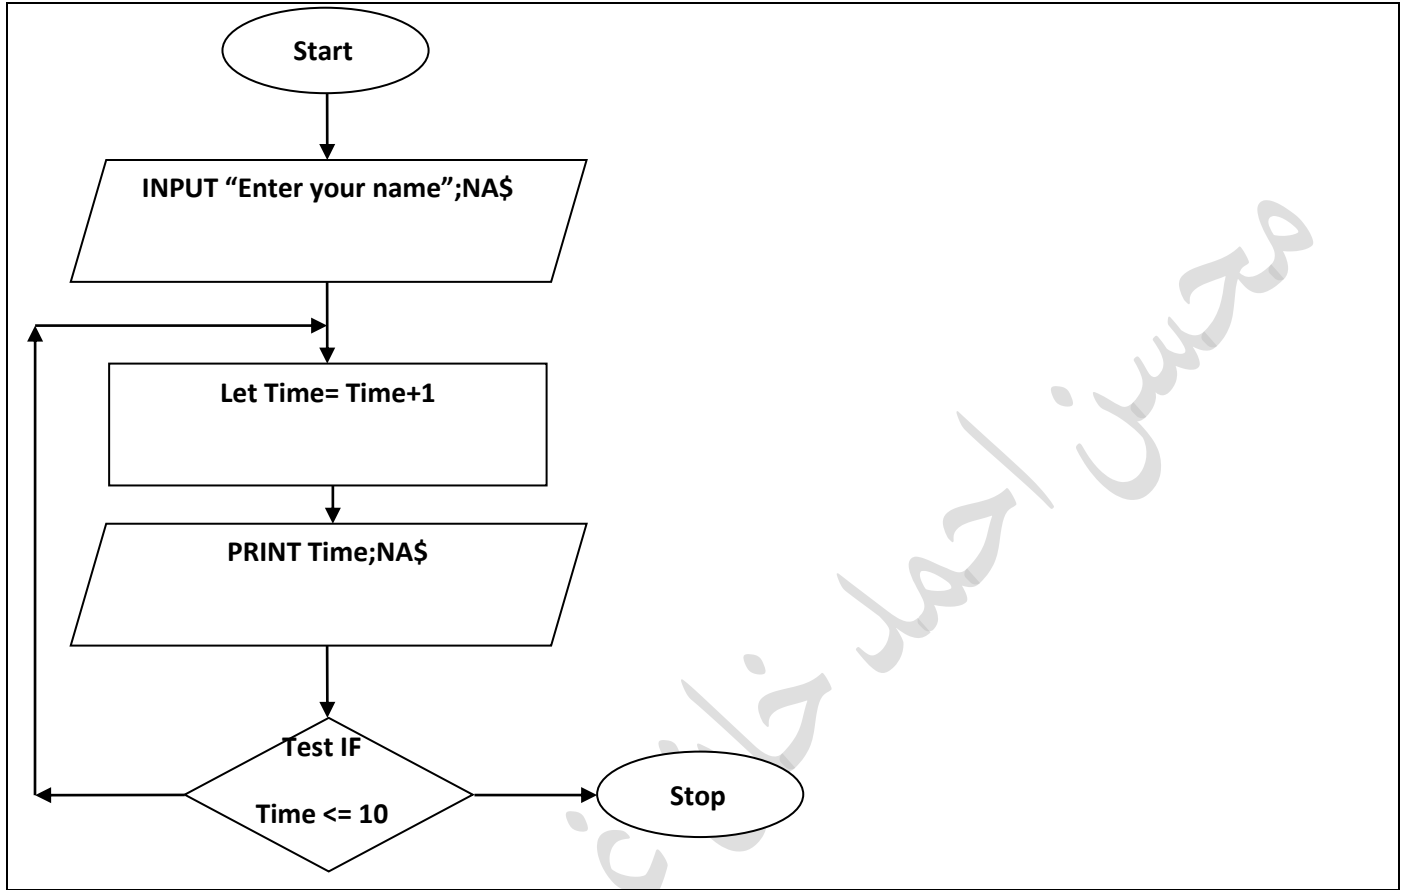 Start
INPUT “Enter your name”;NA$
Let Time= Time+1
PRINT Time;NA$
Test IF
Time <= 10
Stop
محسن احمد خان